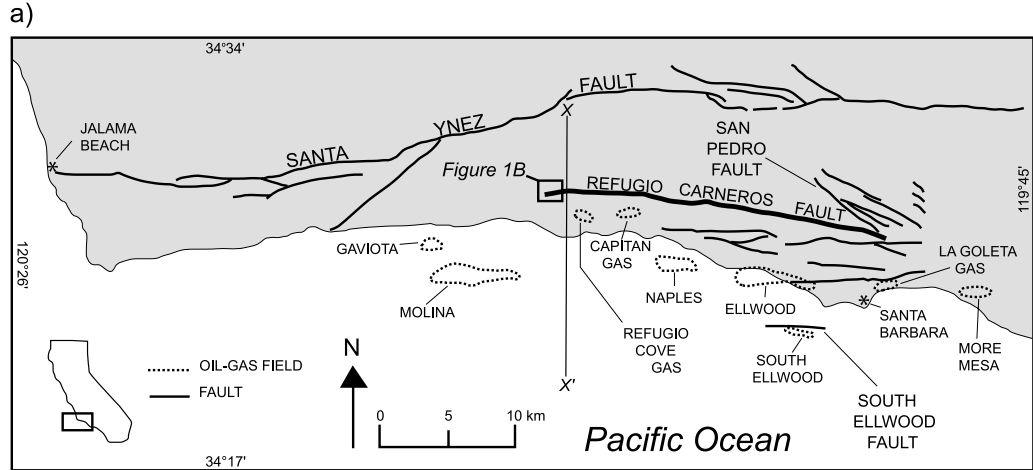 a)
34°34'
FAULT
X
YNEZ
SANTA
JALAMA
BEACH
SAN
PEDRO
FAULT
Figure 1B
REFUGIO CARNEROS FAULT
119°45'
120°26'
GAVIOTA
MOLINA
CAPITAN
GAS
NAPLES
ELLWOOD
LA GOLETA
GAS
SANTA
BARBARA
REFUGIO
COVE
GAS
MORE
MESA
SOUTH
ELLWOOD
SOUTH
ELLWOOD
FAULT
OIL-GAS FIELD
FAULT
N
X'
0 5 10 km
Pacific Ocean
34°17'